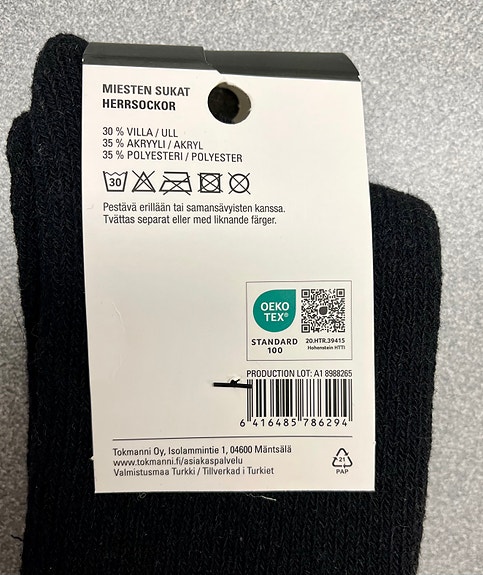 MIESTEN SUKAT
HERRSOCKOR
30 % VILLA / ULL
35 % AKRYYLI / AKRYL
35 % POLYESTERI / POLYESTER
30
Pestävä erillään tai samansävyisten kanssa.
Tvättas separat eller med liknande färger.
OEKO
TEX®
STANDARD
100
20.HTR.39415
Hohenstein HTTI
PRODUCTION LOT: A1 8988265
6 416485 786294
Tokmanni Oy, Isolammintie 1, 04600 Mäntsälä
www.tokmanni.fi/asiakaspalvelu
Valmistusmaa Turkki / Tillverkad i Turkiet
21
PAP